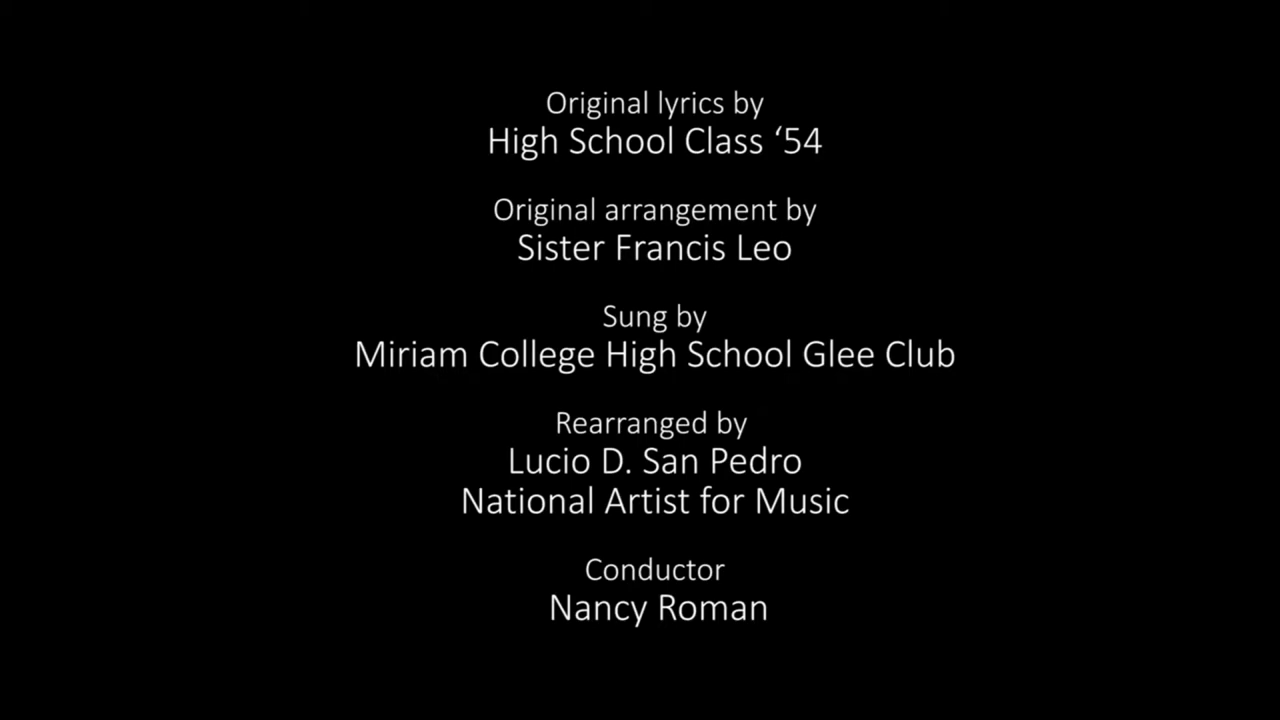 Original lyrics by
High School Class ‘54
Original arrangement by
Sister Francis Leo
Sung by
Miriam College High School Glee Club
Rearranged by
Lucio D. San Pedro
National Artist for Music
Conductor
Nancy Roman